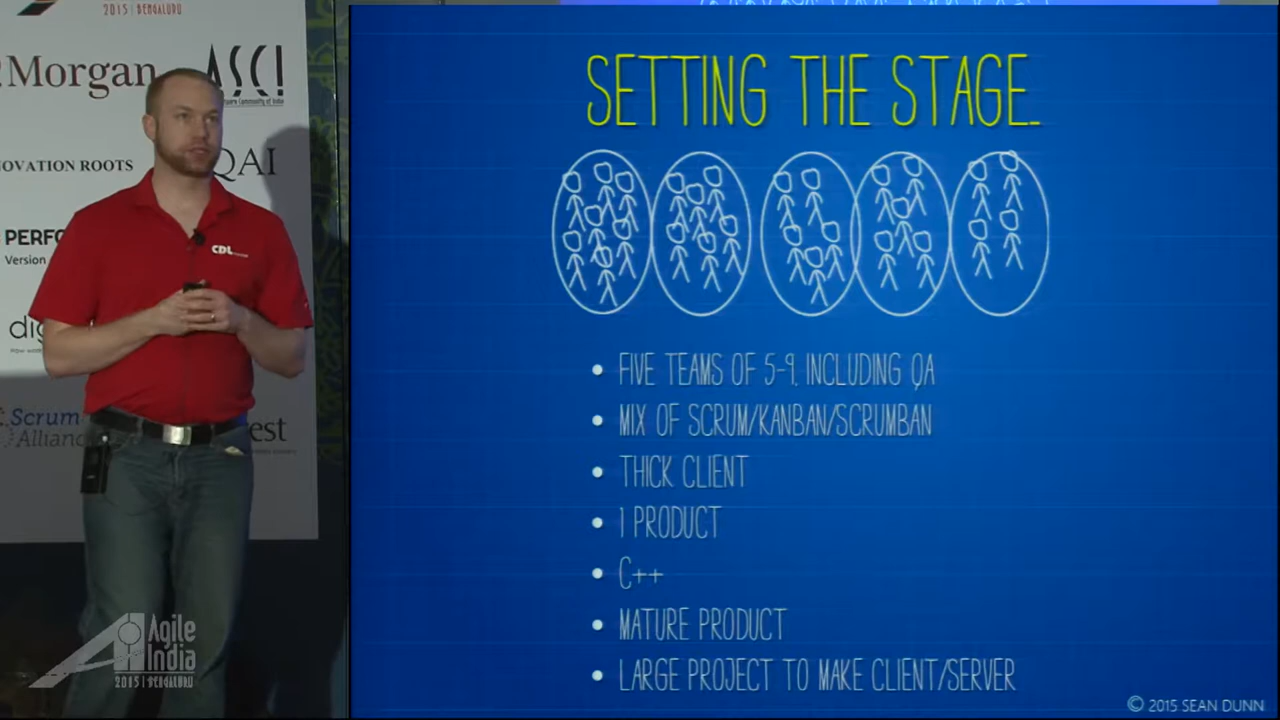 2015 | BENGALURU
Morgan
ASCI
OVATION ROOTS
QAI
PERFO
Version
CDL
Scrum
Allian
est
SETTING THE STAGE...
• FIVE TEAMS OF 5-9, INCLUDING QA
• MIX OF SCRUM/KANBAN/SCRUMBAN
• THICK CLIENT
• 1 PRODUCT
• C++
• MATURE PRODUCT
• LARGE PROJECT TO MAKE CLIENT/SERVER
Agile
India
2015 | BENGALURU
© 2015 SEAN DUNN